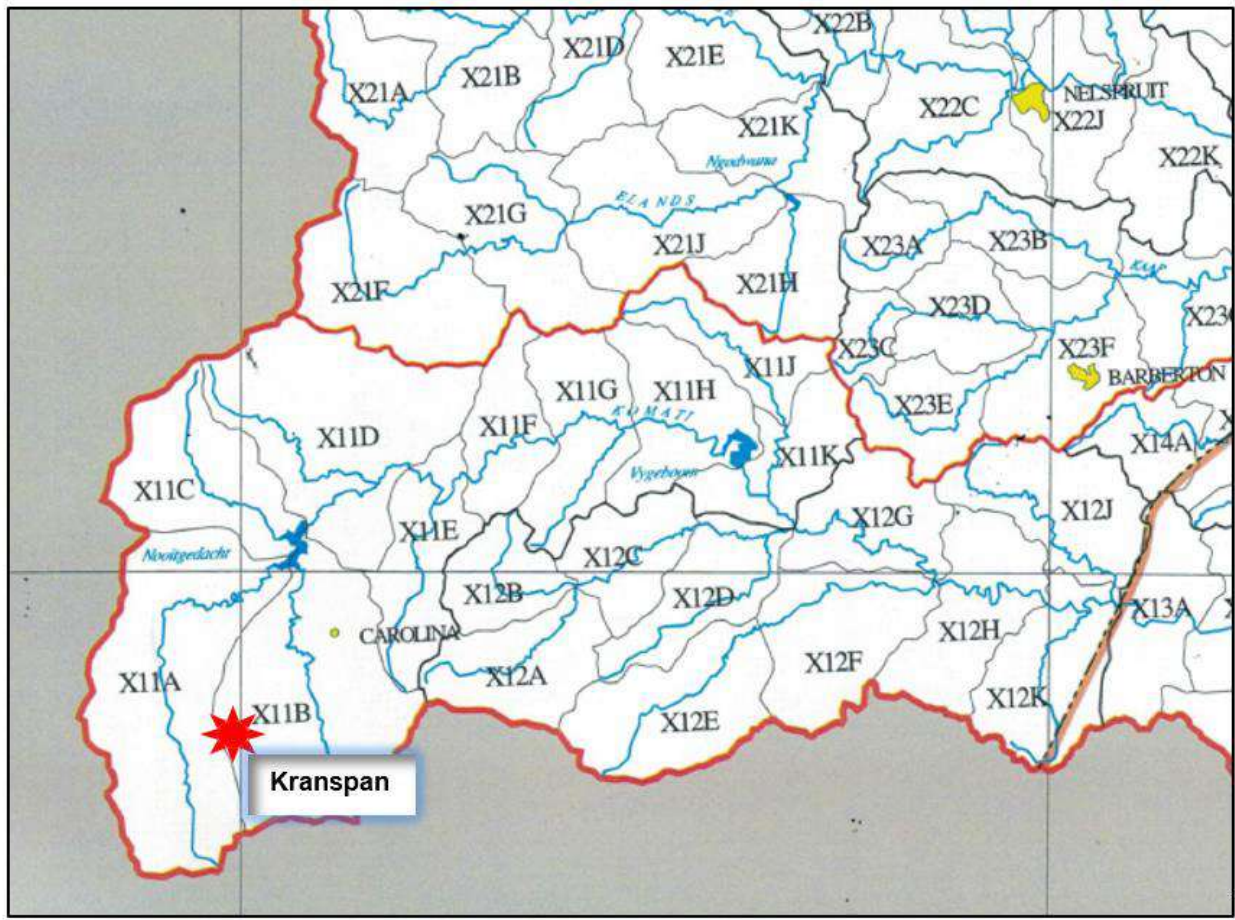 X22B
X21D
X21E
X21B
X21A
NELSPRUIT
X22C
X22J
X21K
X22K
Ngodwana
ELANDS
X21G
X21J
X23A
X23B
KAAP
X21H
X21F
X23D
X23C
X23F
X11J
BARBERTON
X11G
X11H
X23E
KOMATI
X11F
X11D
X14A
X11K
Vygeboom
X11C
X12G
X12J
X11E
Nooitgedacht
X12C
X12B
X12D
X13A
CAROLINA
X12H
X12F
X11A
X12A
X12K
X11B
X12E
Kranspan